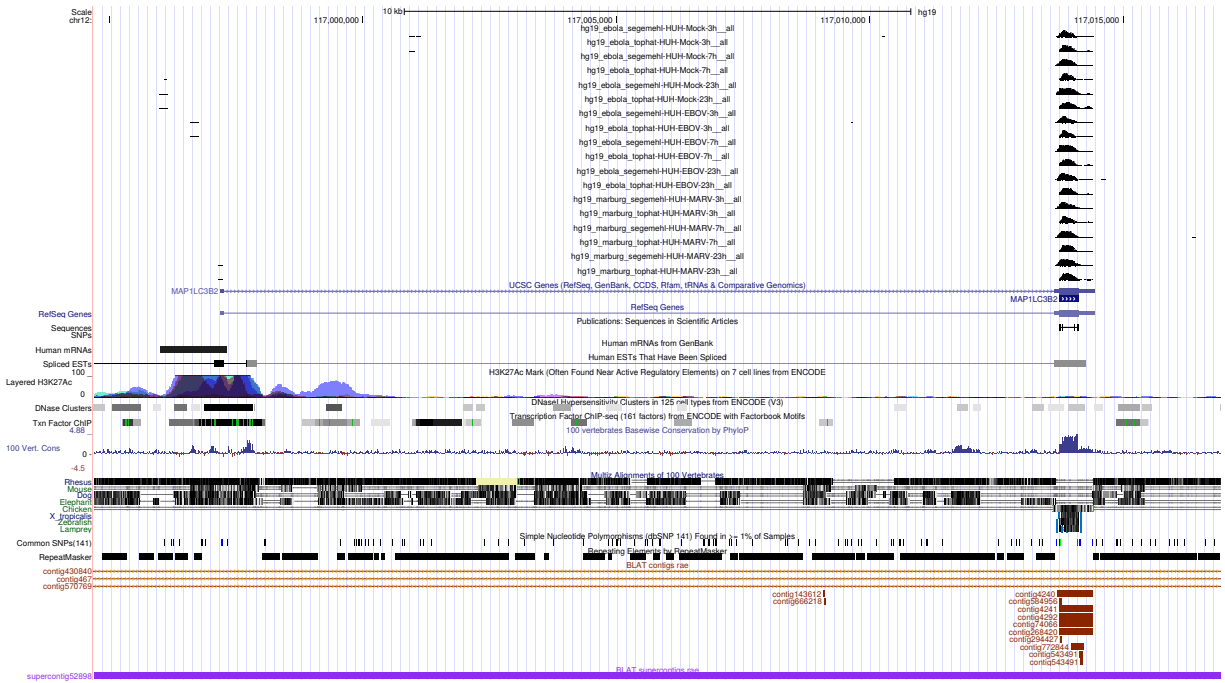 Scale 10 kb hg19
chr12: 117,000,000 117,005,000 117,010,000 117,015,000
hg19_ebola_segemehl-HUH-Mock-3h__all
hg19_ebola_tophat-HUH-Mock-3h__all
hg19_ebola_segemehl-HUH-Mock-7h__all
hg19_ebola_tophat-HUH-Mock-7h__all
hg19_ebola_segemehl-HUH-Mock-23h__all
hg19_ebola_tophat-HUH-Mock-23h__all
hg19_ebola_segemehl-HUH-EBOV-3h__all
hg19_ebola_tophat-HUH-EBOV-3h__all
hg19_ebola_segemehl-HUH-EBOV-7h__all
hg19_ebola_tophat-HUH-EBOV-7h__all
hg19_ebola_segemehl-HUH-EBOV-23h__all
hg19_ebola_tophat-HUH-EBOV-23h__all
hg19_marburg_segemehl-HUH-MARV-3h__all
hg19_marburg_tophat-HUH-MARV-3h__all
hg19_marburg_segemehl-HUH-MARV-7h__all
hg19_marburg_tophat-HUH-MARV-7h__all
hg19_marburg_segemehl-HUH-MARV-23h__all
hg19_marburg_tophat-HUH-MARV-23h__all
UCSC Genes (RefSeq, GenBank, CCDS, Rfam, tRNAs & Comparative Genomics)
MAP1LC3B2
MAP1LC3B2
RefSeq Genes
RefSeq Genes
Publications: Sequences in Scientific Articles
Sequences
SNPs
Human mRNAs from GenBank
Human mRNAs
Human ESTs That Have Been Spliced
Spliced ESTs
100 H3K27Ac Mark (Often Found Near Active Regulatory Elements) on 7 cell lines from ENCODE
Layered H3K27Ac
0
DNaseI Hypersensitivity Clusters in 125 cell types from ENCODE (V3)
DNase Clusters
Transcription Factor ChIP-seq (161 factors) from ENCODE with Factorbook Motifs
Txn Factor ChIP
4.88 100 vertebrates Basewise Conservation by PhyloP
100 Vert. Cons
0
-4.5
Multiz Alignments of 100 Vertebrates
Rhesus
Mouse
Dog
Elephant
Chicken
X_tropicalis
Zebrafish
Lamprey
Simple Nucleotide Polymorphisms (dbSNP 141) Found in >= 1% of Samples
Common SNPs(141)
Repeating Elements by RepeatMasker
RepeatMasker
BLAT contigs rae
contig430840
contig467
contig570769
contig143612 contig4240
contig666218 contig584956
contig4241
contig4292
contig74066
contig268420
contig294427
contig772844
contig543491
contig543491
BLAT supercontigs rae
supercontig52898